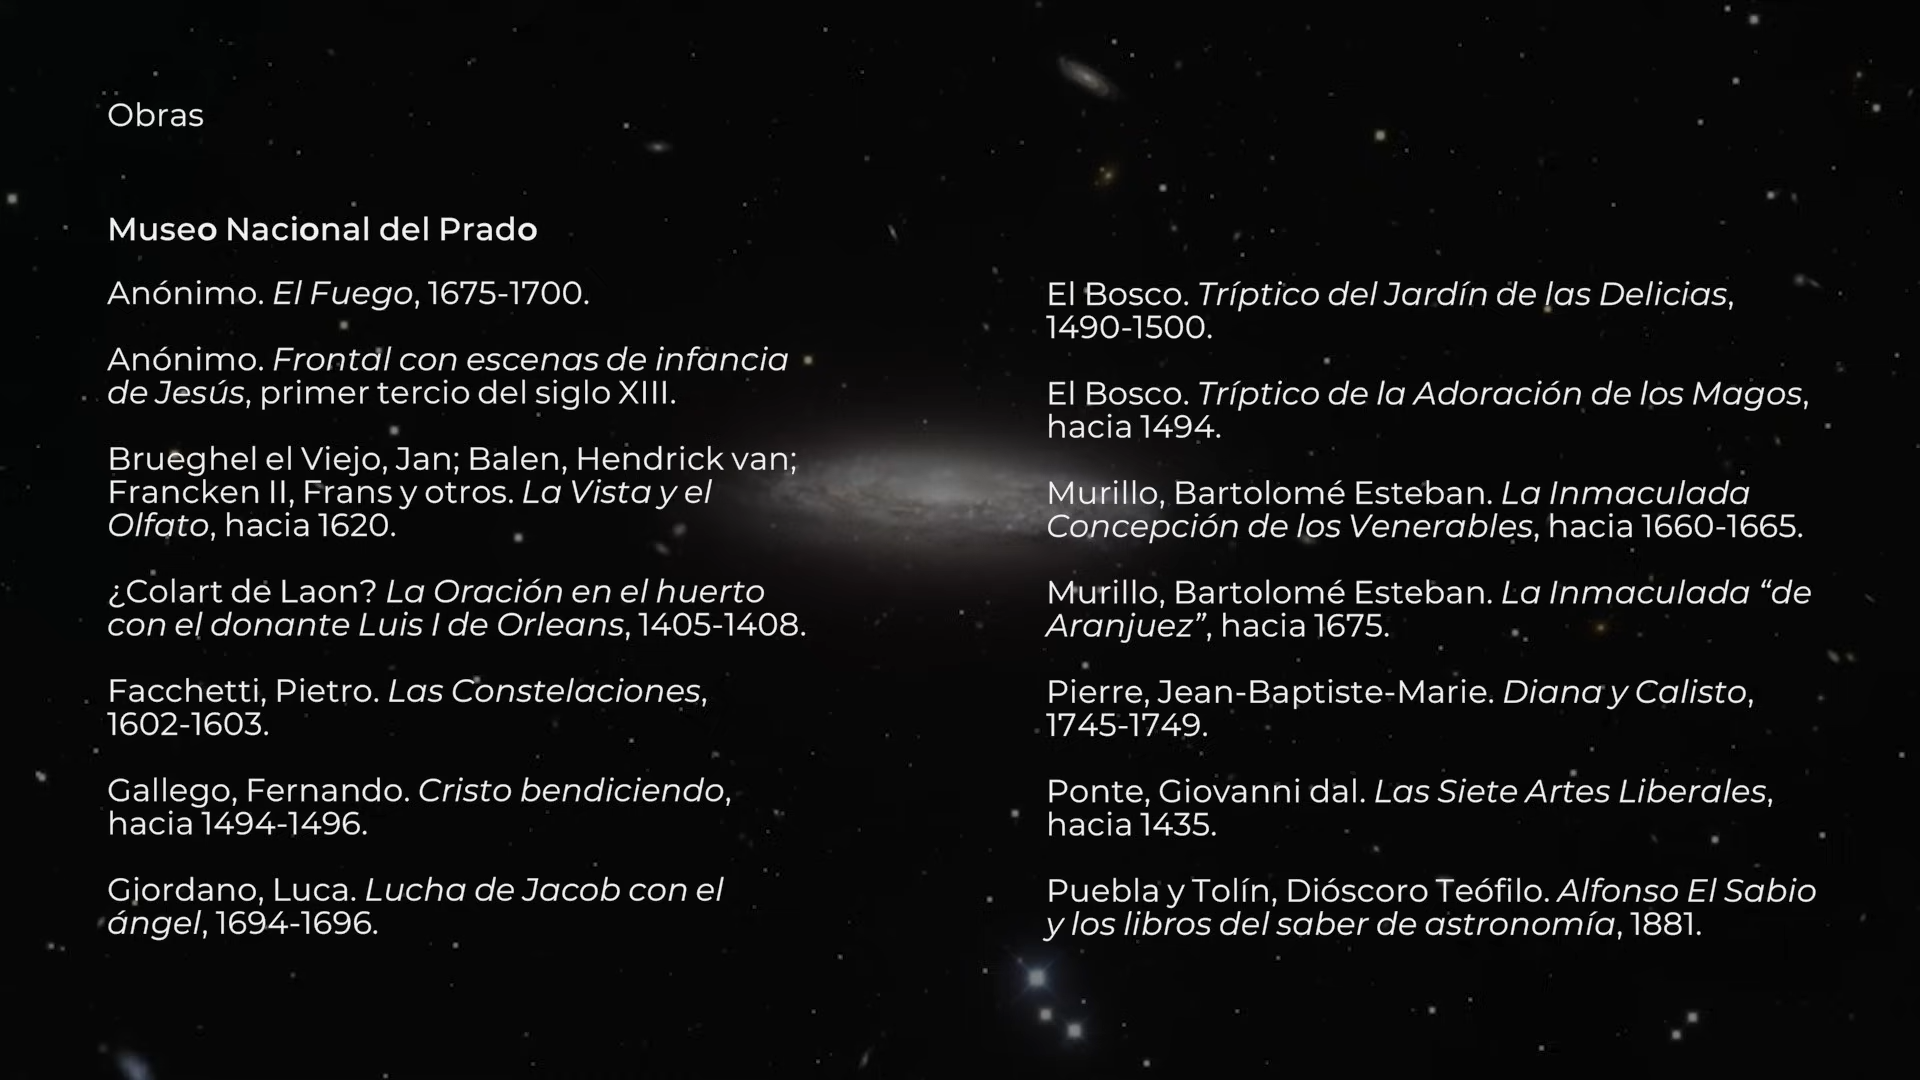 Obras
Museo Nacional del Prado
Anónimo. El Fuego, 1675-1700.
Anónimo. Frontal con escenas de infancia
de Jesús, primer tercio del siglo XIII.
Brueghel el Viejo, Jan; Balen, Hendrick van;
Francken II, Frans y otros. La Vista y el
Olfato, hacia 1620.
¿Colart de Laon? La Oración en el huerto
con el donante Luis I de Orleans, 1405-1408.
Facchetti, Pietro. Las Constelaciones,
1602-1603.
Gallego, Fernando. Cristo bendiciendo,
hacia 1494-1496.
Giordano, Luca. Lucha de Jacob con el
ángel, 1694-1696.
El Bosco. Tríptico del Jardín de las Delicias,
1490-1500.
El Bosco. Tríptico de la Adoración de los Magos,
hacia 1494.
Murillo, Bartolomé Esteban. La Inmaculada
Concepción de los Venerables, hacia 1660-1665.
Murillo, Bartolomé Esteban. La Inmaculada “de
Aranjuez”, hacia 1675.
Pierre, Jean-Baptiste-Marie. Diana y Calisto,
1745-1749.
Ponte, Giovanni dal. Las Siete Artes Liberales,
hacia 1435.
Puebla y Tolín, Dióscoro Teófilo. Alfonso El Sabio
y los libros del saber de astronomía, 1881.